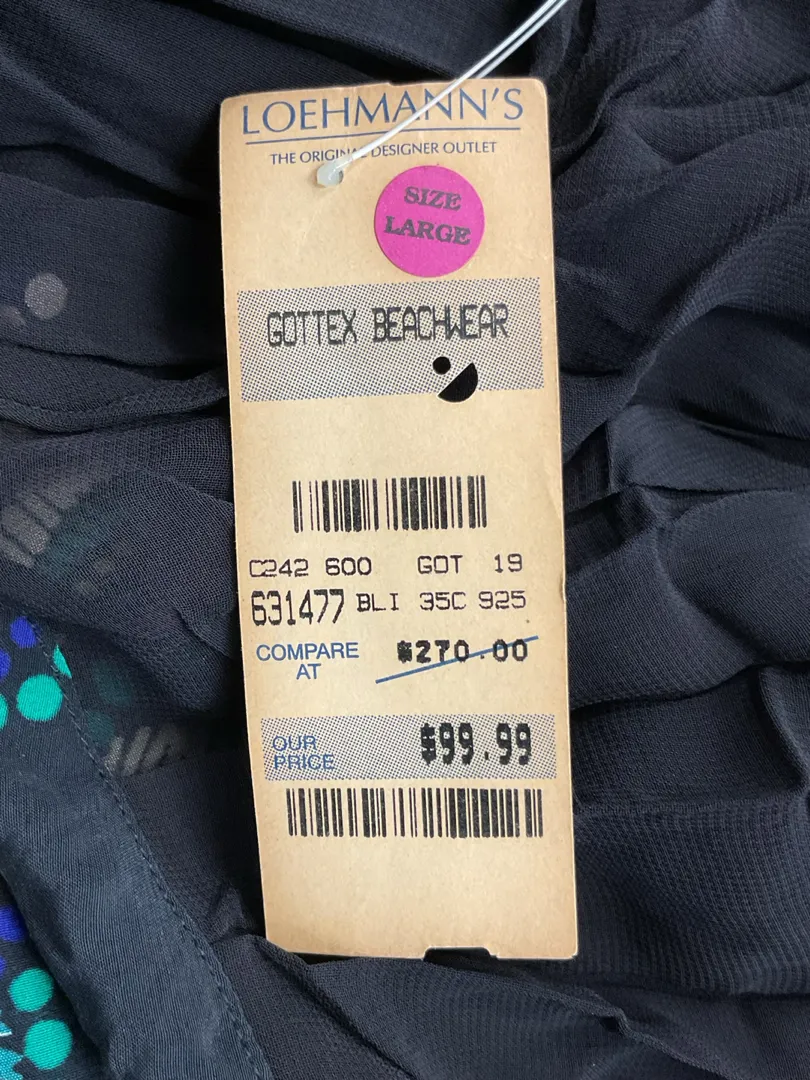 LOEHMANN'S
THE ORIGINAL DESIGNER OUTLET
SIZE
LARGE
GOTTEX BEACHWEAR
C242 600 GOT 19
631477 BLI 35C 925
COMPARE AT $270.00
OUR PRICE $99.99